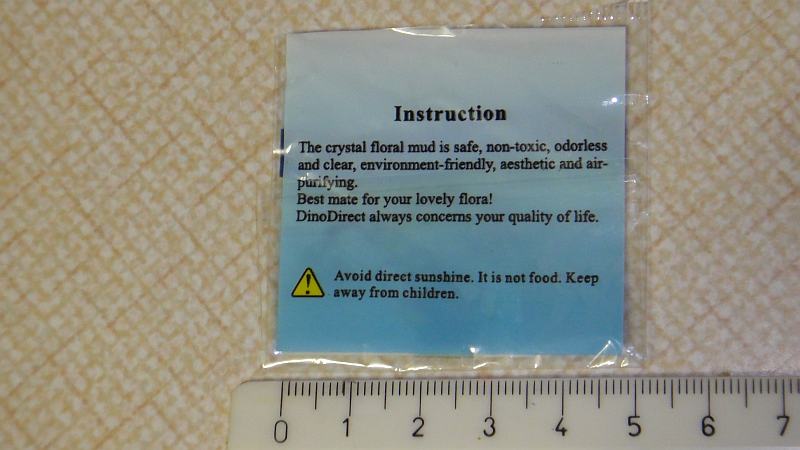 Instruction
The crystal floral mud is safe, non-toxic, odorless
and clear, environment-friendly, aesthetic and air-
purifying.
Best mate for your lovely flora!
DinoDirect always concerns your quality of life.
Avoid direct sunshine. It is not food. Keep
away from children.
0 1 2 3 4 5 6 7